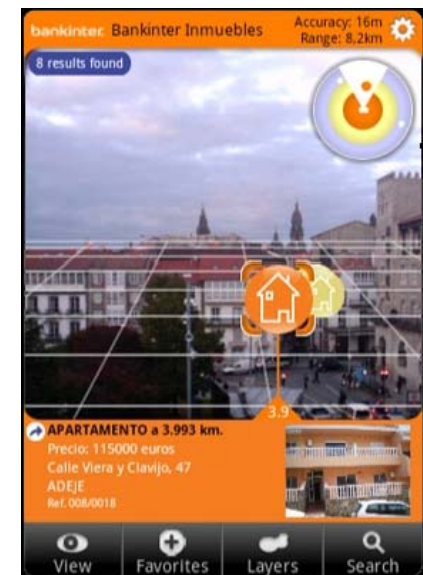 bankinter. Bankinter Inmuebles
Accuracy: 16m
Range: 8,2km
8 results found
3.9
APARTAMENTO a 3.993 km.
Precio: 115000 euros
Calle Viera y Clavijo, 47
ADEJE
Ref. 008/0018
View Favorites Layers Search